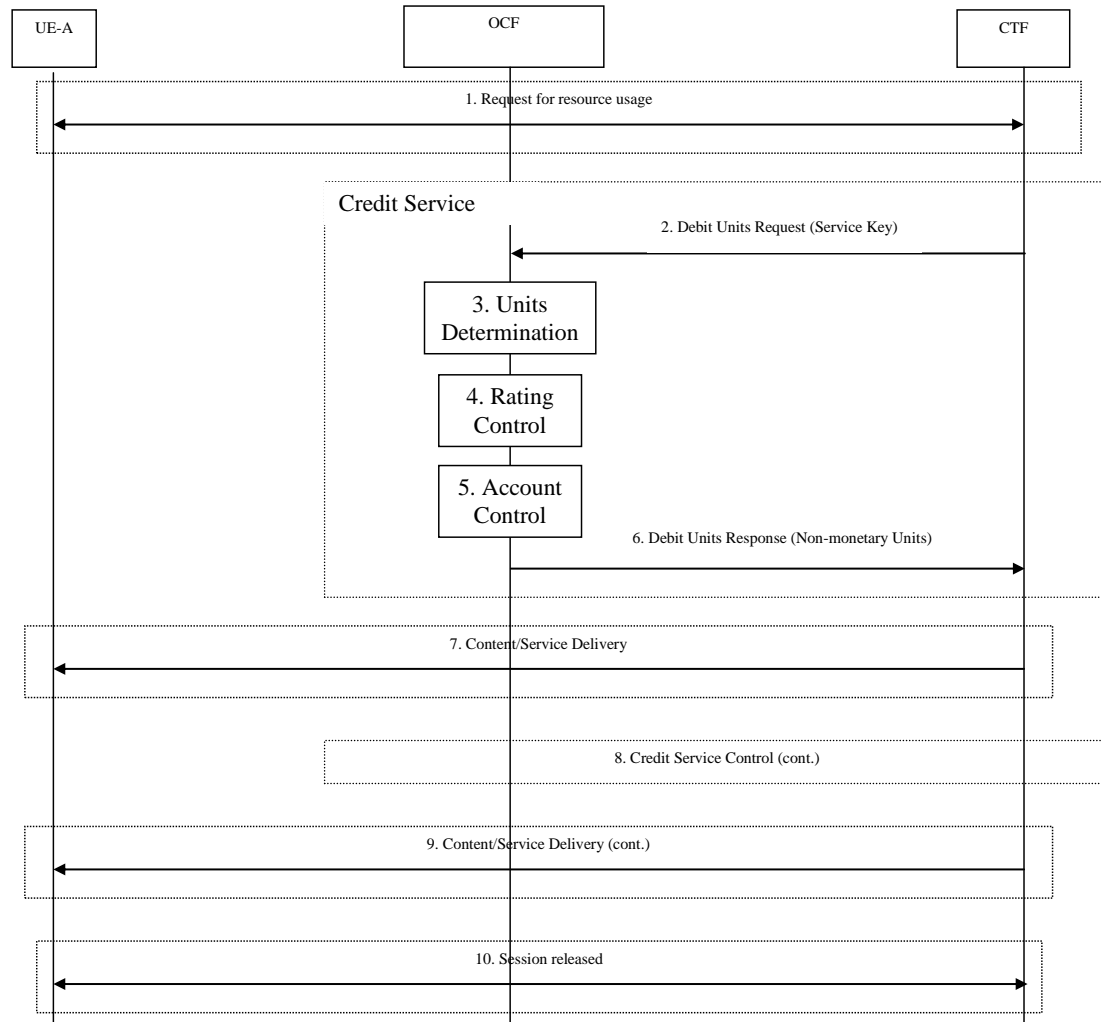 UE-A
OCF
CTF
1. Request for resource usage
Credit Service
2. Debit Units Request (Service Key)
3. Units
Determination
4. Rating
Control
5. Account
Control
6. Debit Units Response (Non-monetary Units)
7. Content/Service Delivery
8. Credit Service Control (cont.)
9. Content/Service Delivery (cont.)
10. Session released